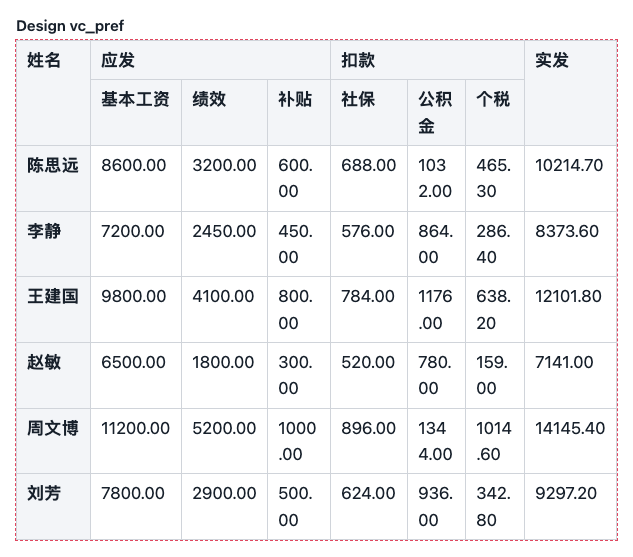 Design vc_pref
姓名 应发 扣款 实发
基本工资 绩效 补贴 社保 公积 个税
金
陈思远 8600.00 3200.00 600. 688.00 103 465. 10214.70
00 2.00 30
李静 7200.00 2450.00 450. 576.00 864. 286. 8373.60
00 00 40
王建国 9800.00 4100.00 800. 784.00 1176 638. 12101.80
00 .00 20
赵敏 6500.00 1800.00 300. 520.00 780. 159. 7141.00
00 00 00
周文博 11200.00 5200.00 1000 896.00 134 1014 14145.40
.00 4.00 .60
刘芳 7800.00 2900.00 500. 624.00 936. 342. 9297.20
00 00 80